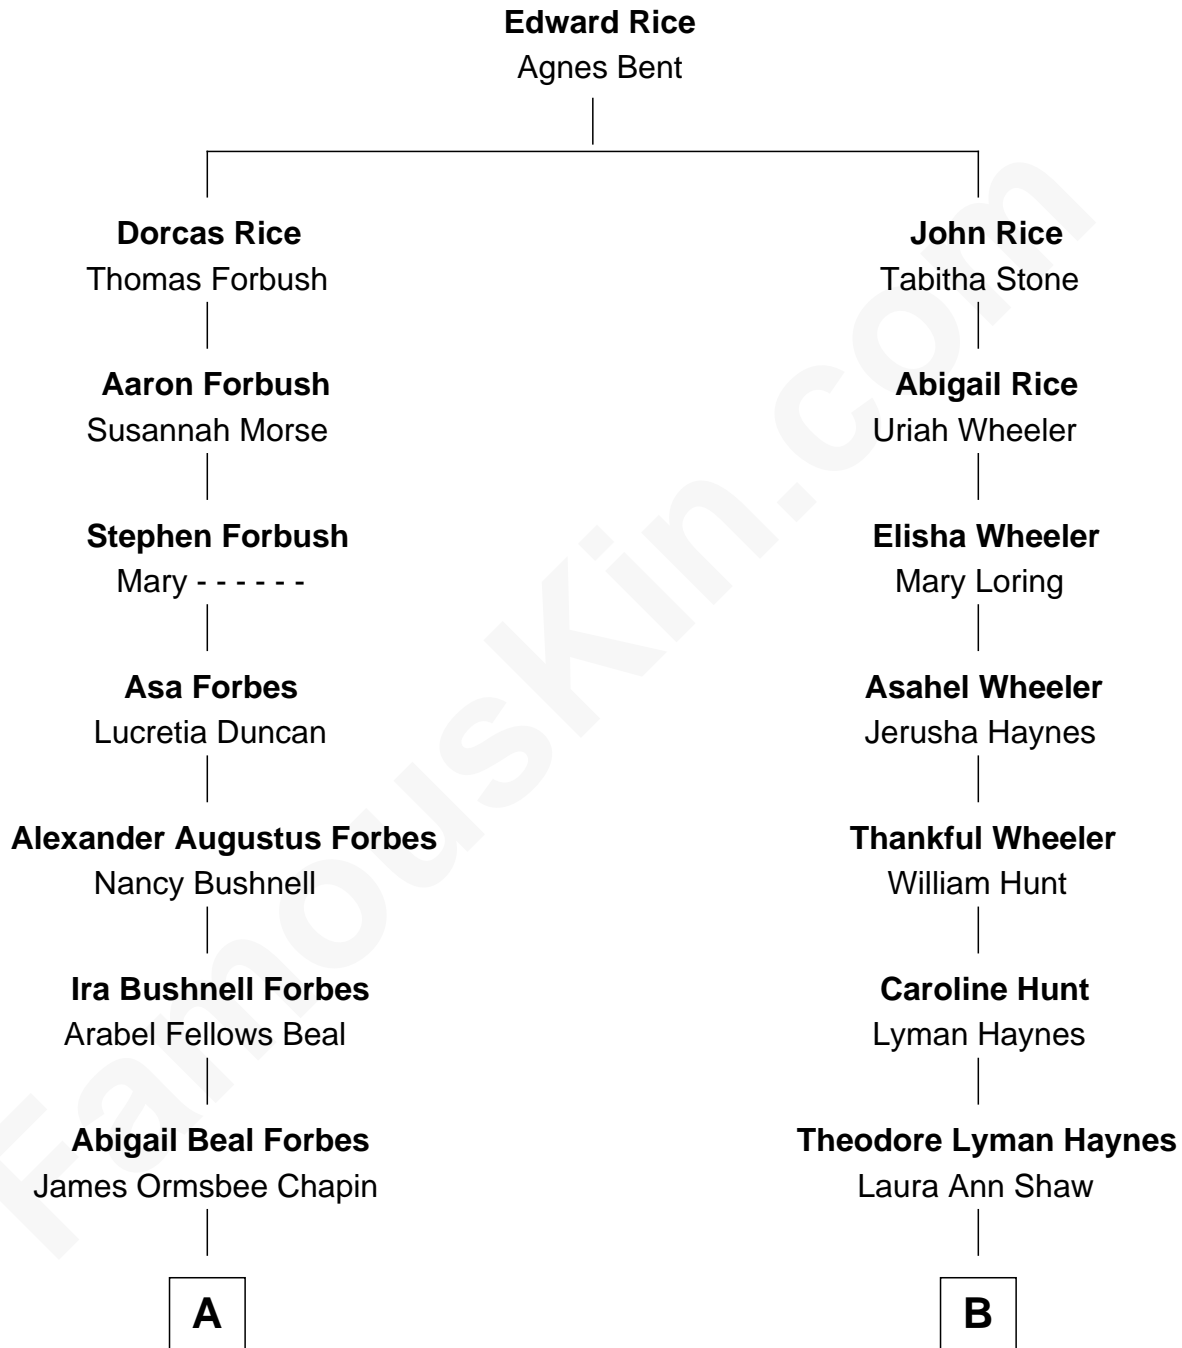 Edward Rice
Agnes Bent
Dorcas Rice
Thomas Forbush
Aaron Forbush
Susannah Morse
Stephen Forbush
Mary - - - - - -
Asa Forbes
Lucretia Duncan
Alexander Augustus Forbes
Nancy Bushnell
Ira Bushnell Forbes
Arabel Fellows Beal
Abigail Beal Forbes
James Ormsbee Chapin
A
John Rice
Tabitha Stone
Abigail Rice
Uriah Wheeler
Elisha Wheeler
Mary Loring
Asahel Wheeler
Jerusha Haynes
Thankful Wheeler
William Hunt
Caroline Hunt
Lyman Haynes
Theodore Lyman Haynes
Laura Ann Shaw
B
FamousKin.com